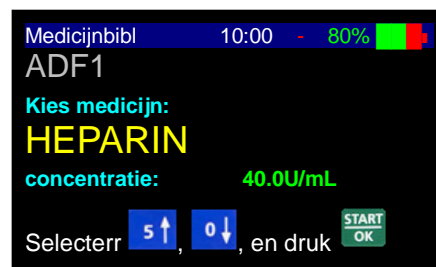 Medicijnbibl 10:00 - 80%
ADF1
Kies medicijn:
HEPARIN
concentratie: 40.0U/mL
Selecterr 5↑, 0↓, en druk START OK